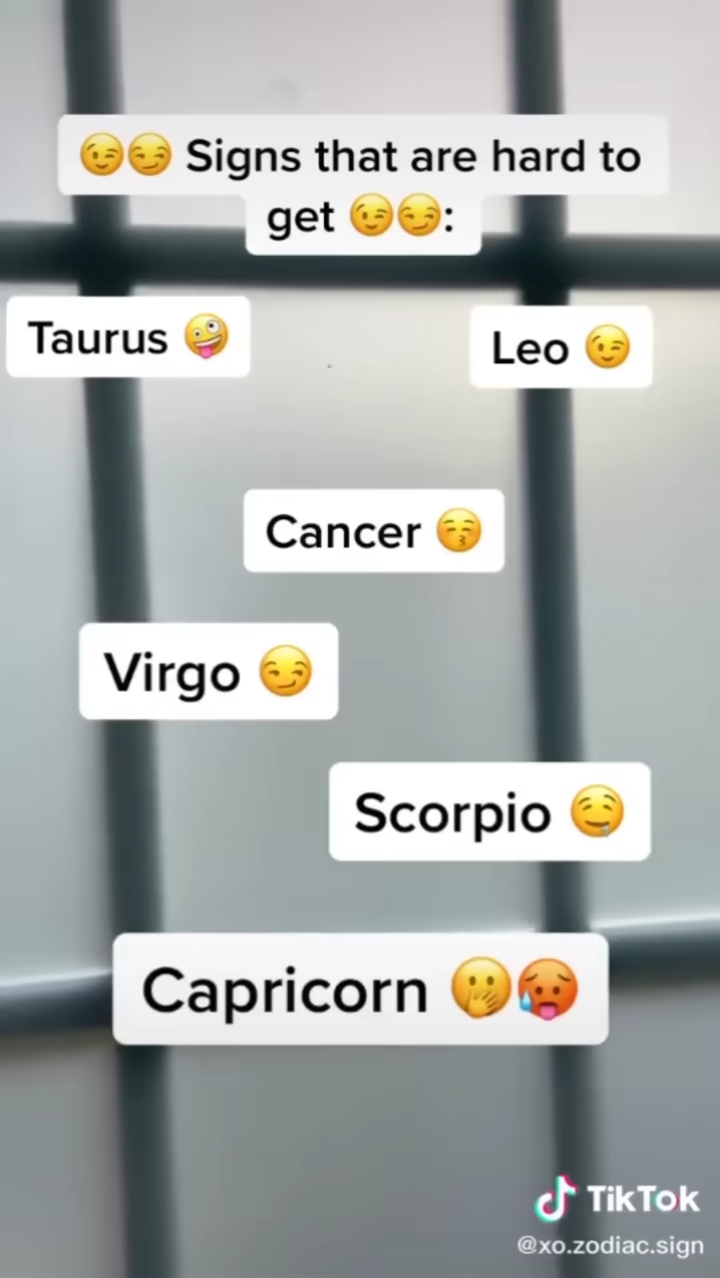 😉😏 Signs that are hard to
get 😉😏:
Taurus 🤪
Leo 😉
Cancer 😚
Virgo 😏
Scorpio 🤤
Capricorn 🤭🥵
TikTok
@xo.zodiac.sign